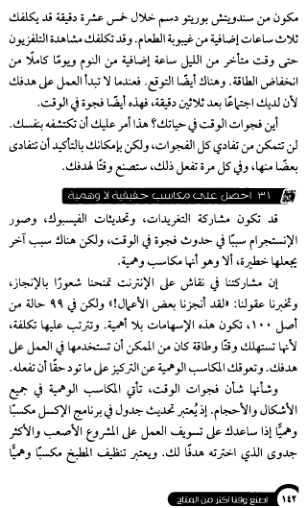 مكون من سندويتش بوريتو دسم خلال خمس عشرة دقيقة قد يكلفك
ثلاث ساعات إضافية من غيبوبة الطعام. وقد تكلفك مشاهدة التلفزيون
حتى وقت متأخر من الليل ساعة إضافية من النوم ويومًا كاملًا من
انخفاض الطاقة. وهناك أيضًا التوقع. فعندما لا تبدأ العمل على هدفك
لأن لديك اجتماعًا بعد ثلاثين دقيقة، فهذه أيضًا فجوة في الوقت.
أين فجوات الوقت في حياتك؟ هذا أمر عليك أن تكتشفه بنفسك.
لن تتمكن من تفادي كل الفجوات، ولكن بإمكانك بالتأكيد أن تتفادى
بعضًا منها، وفي كل مرة تفعل ذلك، ستصنع وقتًا لهدفك.
٣١ احصل على مكاسب حقيقية لا وهمية
قد تكون مشاركة التغريدات، وتحديثات الفيسبوك، وصور
الإنستجرام سببًا في حدوث فجوة في الوقت، ولكن هناك سبب آخر
يجعلها خطيرة، ألا وهو أنها مكاسب وهمية.
إن مشاركتنا في نقاش على الإنترنت تمنحنا شعورًا بالإنجاز،
وتخبرنا عقولنا: «لقد أنجزنا بعض الأعمال!» ولكن في ٩٩ حالة من
أصل ١٠٠، تكون هذه الإسهامات بلا أهمية. وتترتب عليها تكلفة،
لأنها تستهلك وقتًا وطاقة كان من الممكن أن تستخدمها في العمل على
هدفك. وتعوقك المكاسب الوهمية عن التركيز على ما تود حقًا أن تفعله.
وشأنها شأن فجوات الوقت، تأتي المكاسب الوهمية في جميع
الأشكال والأحجام. إذ يُعتبر تحديث جدول في برنامج الإكسل مكسبًا
وهميًّا إذا ساعدك على تسويف العمل على المشروع الأصعب والأكثر
جدوى الذي اخترته هدفًا لك. ويعتبر تنظيف المطبخ مكسبًا وهميًّا
١٤٢ اصنع وقتا أكثر من المتاح